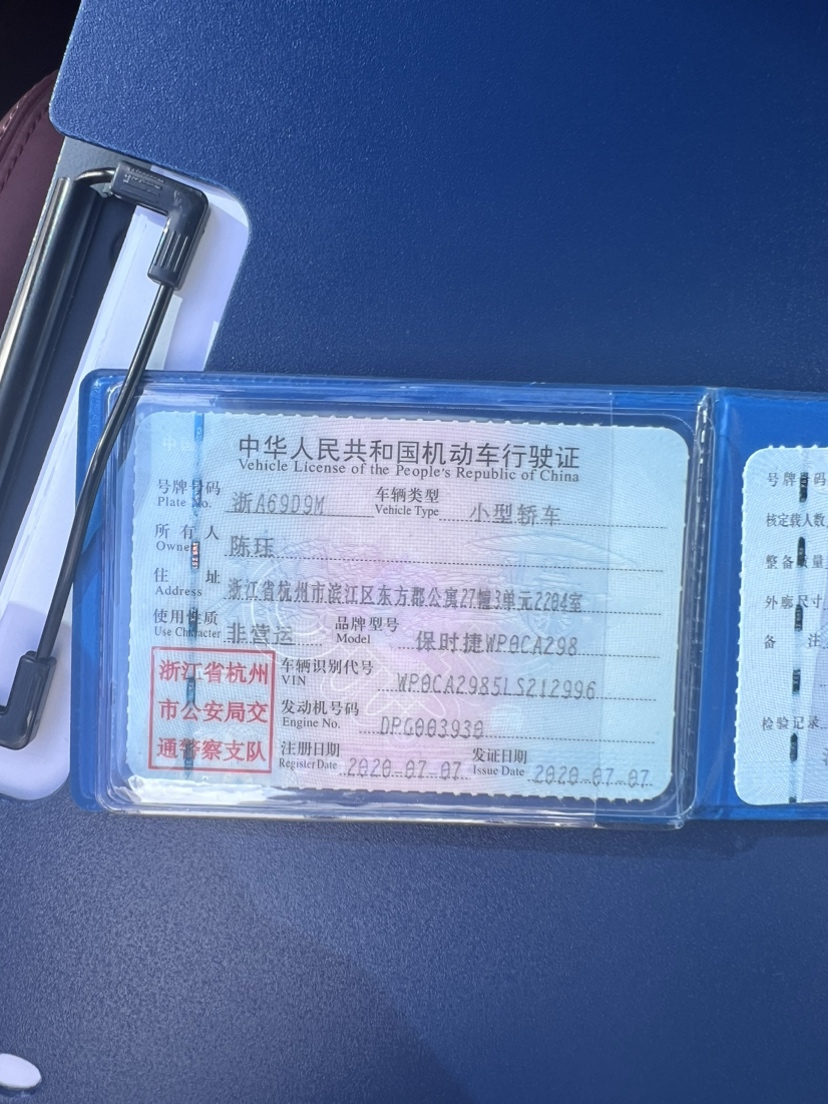 中华人民共和国机动车行驶证
Vehicle License of the People's Republic of China
号牌号码 浙A69D9M 车辆类型 小型轿车
Plate No. Vehicle Type
所有人 陈珏
Owner
住址 浙江省杭州市滨江区东方郡公寓27幢3单元2204室
Address
使用性质 非营运 品牌型号 保时捷WP0CA298
Use Character Model
浙江省杭州
市公安局交
通警察支队
车辆识别代号 WP0CA2985LS212996
VIN
发动机号码 DPG003930
Engine No.
注册日期 2020-07-07 发证日期 2020-07-07
Register Date Issue Date
号牌号码
核定载人数
整备质量
外廓尺寸
备注
检验记录